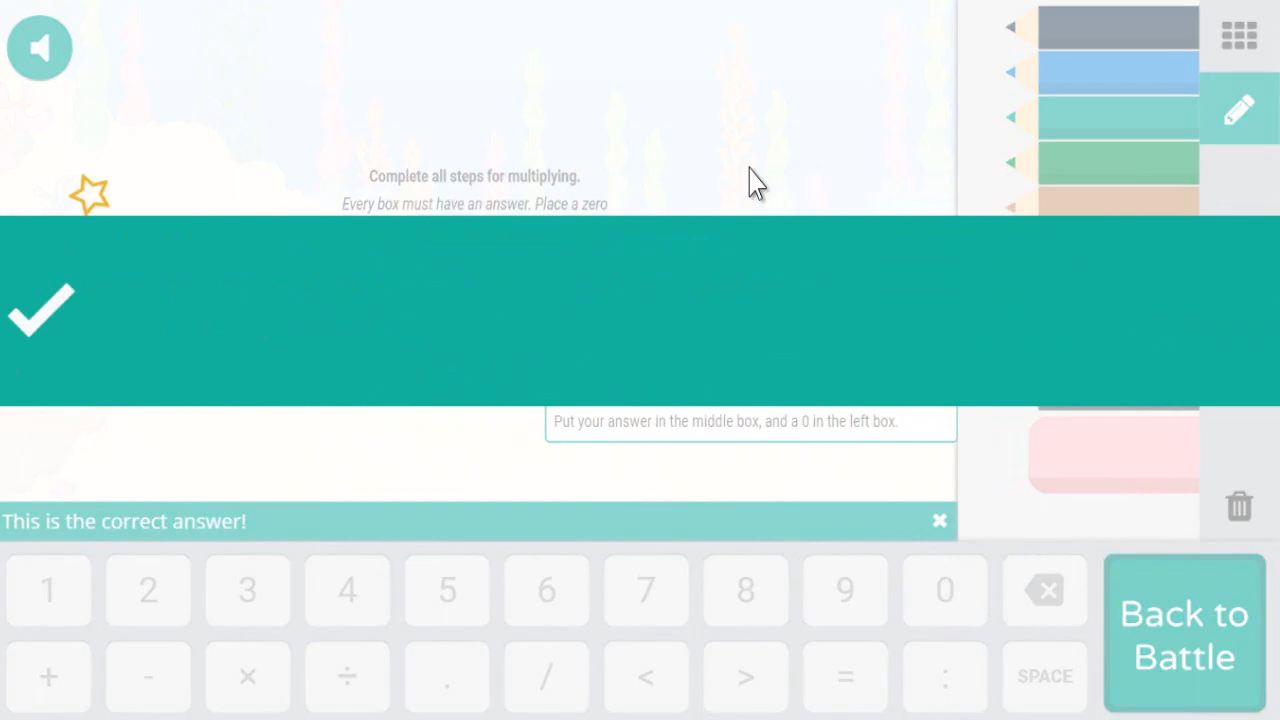 Complete all steps for multiplying.
Every box must have an answer. Place a zero
Put your answer in the middle box, and a 0 in the left box.
This is the correct answer!
1 2 3 4 5 6 7 8 9 0
+ - × ÷ . / < > = : SPACE
Back to
Battle